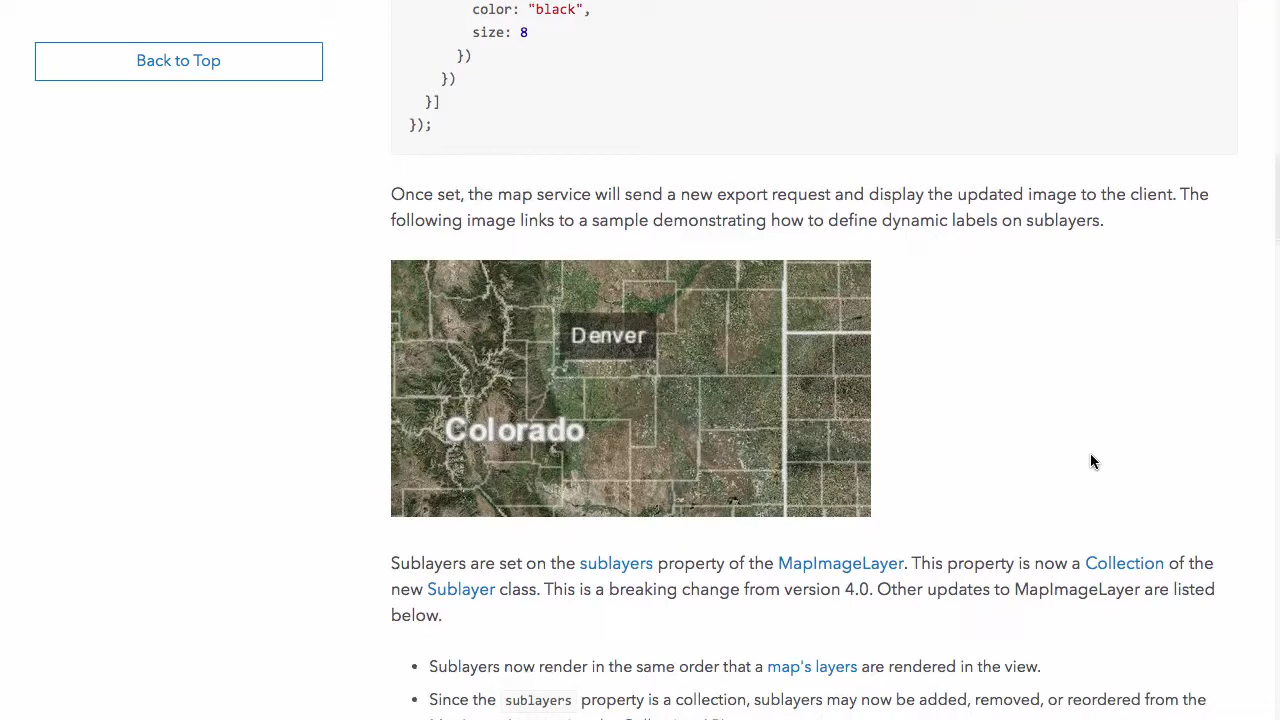 color: "black",
size: 8
})
})
}]
});
Back to Top
Once set, the map service will send a new export request and display the updated image to the client. The
following image links to a sample demonstrating how to define dynamic labels on sublayers.
Denver
Colorado
Sublayers are set on the sublayers property of the MapImageLayer. This property is now a Collection of the
new Sublayer class. This is a breaking change from version 4.0. Other updates to MapImageLayer are listed
below.
• Sublayers now render in the same order that a map's layers are rendered in the view.
• Since the sublayers property is a collection, sublayers may now be added, removed, or reordered from the